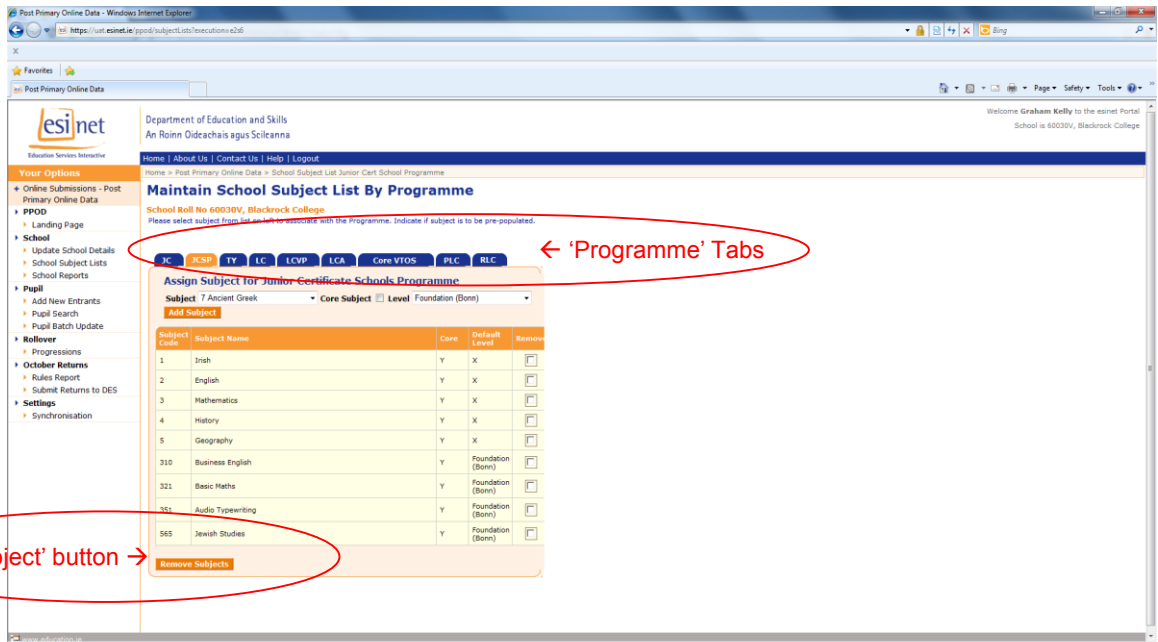 Post Primary Online Data - Windows Internet Explorer
https://uat.esinet.ie/ppod/subjectLists?execution=e2s6
Bing
x
Favorites
Post Primary Online Data
Page Safety Tools
esinet
Education Services Interactive
Department of Education and Skills
An Roinn Oideachais agus Scileanna
Welcome Graham Kelly to the esinet Portal
School is 60030V, Blackrock College
Home | About Us | Contact Us | Help | Logout
Your Options
Online Submissions - Post
Primary Online Data
PPOD
Landing Page
School
Update School Details
School Subject Lists
School Reports
Pupil
Add New Entrants
Pupil Search
Pupil Batch Update
Rollover
Progressions
October Returns
Rules Report
Submit Returns to DES
Settings
Synchronisation
Home > Post Primary Online Data > School Subject List Junior Cert School Programme
Maintain School Subject List By Programme
School Roll No 60030V, Blackrock College
Please select subject from list on left to associate with the Programme. Indicate if subject is to be pre-populated.
← 'Programme' Tabs
JC JCSP TY LC LCVP LCA Core VTOS PLC RLC
Assign Subject for Junior Certificate Schools Programme
Subject 7 Ancient Greek Core Subject Level Foundation (Bonn)
Add Subject
Subject Code Subject Name Core Default Level Remove
1 Irish Y X
2 English Y X
3 Mathematics Y X
4 History Y X
5 Geography Y X
310 Business English Y Foundation (Bonn)
321 Basic Maths Y Foundation (Bonn)
351 Audio Typewriting Y Foundation (Bonn)
565 Jewish Studies Y Foundation (Bonn)
ject' button →
Remove Subjects
www.education.ie